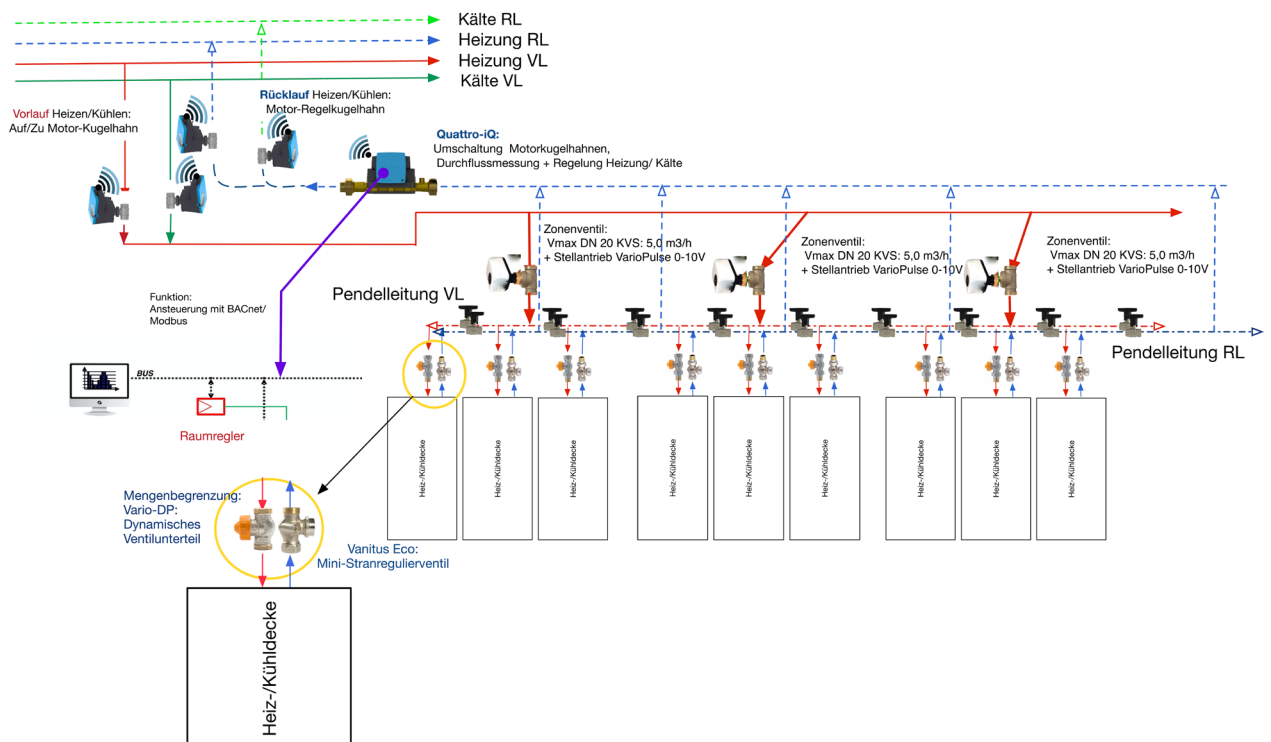 Kälte RL
Heizung RL
Heizung VL
Kälte VL
Vorlauf Heizen/Kühlen:
Auf/Zu Motor-Kugelhahn
Rücklauf Heizen/Kühlen:
Motor-Regelkugelhahn
Quattro-iQ:
Umschaltung Motorkugelhahnen,
Durchflussmessung + Regelung Heizung/ Kälte
Zonenventil:
Vmax DN 20 KVS: 5,0 m3/h
+ Stellantrieb VarioPulse 0-10V
Zonenventil:
Vmax DN 20 KVS: 5,0 m3/h
+ Stellantrieb VarioPulse 0-10V
Zonenventil:
Vmax DN 20 KVS: 5,0 m3/h
+ Stellantrieb VarioPulse 0-10V
Funktion:
Ansteuerung mit BACnet/
Modbus
Pendelleitung VL
Pendelleitung RL
BUS
Raumregler
Heiz-/Kühldecke
Heiz-/Kühldecke
Heiz-/Kühldecke
Heiz-/Kühldecke
Heiz-/Kühldecke
Heiz-/Kühldecke
Heiz-/Kühldecke
Heiz-/Kühldecke
Heiz-/Kühldecke
Mengenbegrenzung:
Vario-DP:
Dynamisches
Ventilunterteil
Vanitus Eco:
Mini-Stranregulierventil
Heiz-/Kühldecke